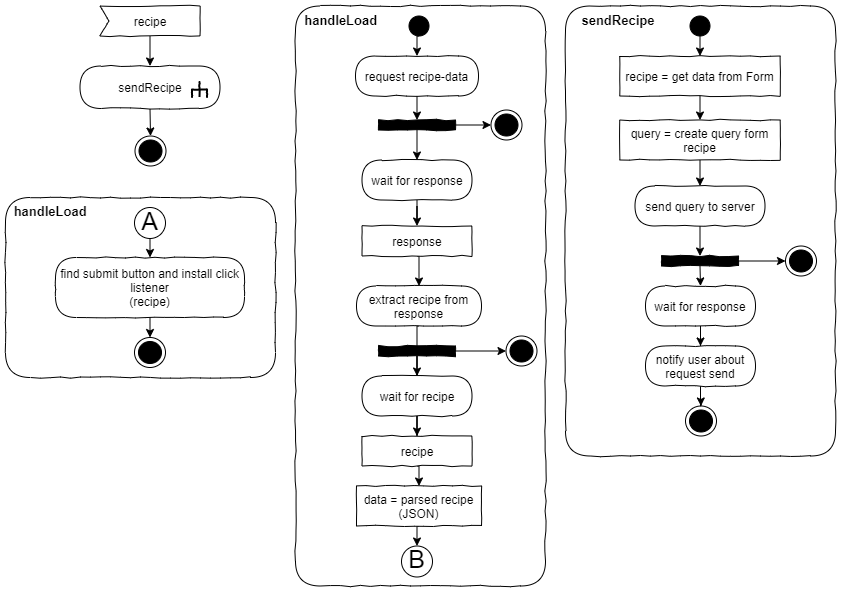 recipe
sendRecipe
handleLoad
A
find submit button and install click
listener
(recipe)
handleLoad
request recipe-data
wait for response
response
extract recipe from
response
wait for recipe
recipe
data = parsed recipe
(JSON)
B
sendRecipe
recipe = get data from Form
query = create query form
recipe
send query to server
wait for response
notify user about
request send